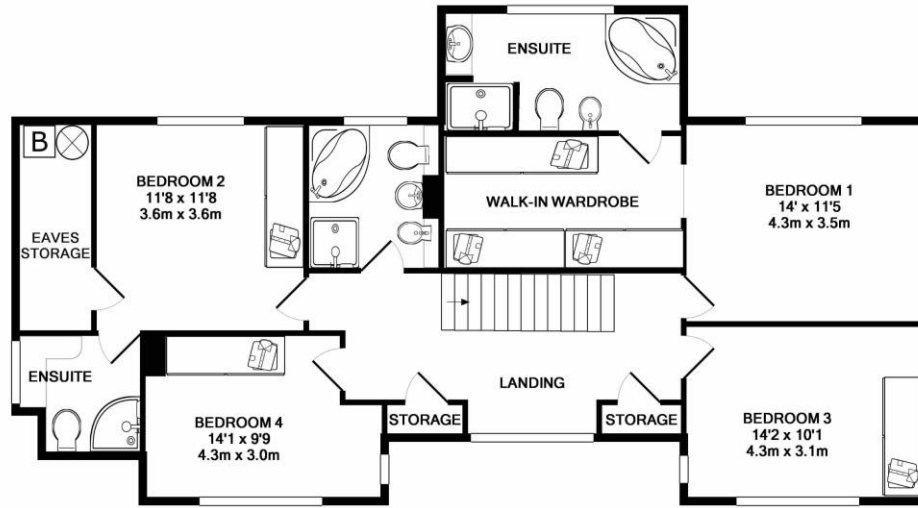 ENSUITE
B
BEDROOM 2
11'8 x 11'8
3.6m x 3.6m
EAVES
STORAGE
WALK-IN WARDROBE
BEDROOM 1
14' x 11'5
4.3m x 3.5m
ENSUITE
LANDING
STORAGE
STORAGE
BEDROOM 4
14'1 x 9'9
4.3m x 3.0m
BEDROOM 3
14'2 x 10'1
4.3m x 3.1m